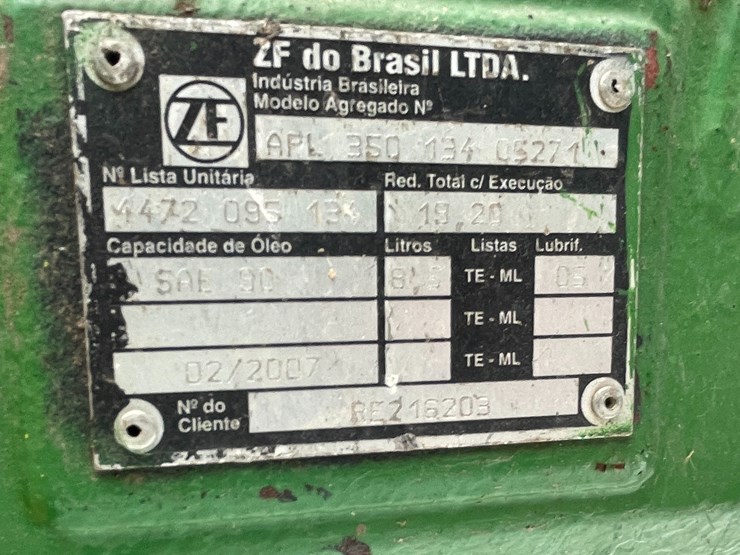 ZF do Brasil LTDA.
Indústria Brasileira
Modelo Agregado Nº
ZF
APL 350 134 05271
Nº Lista Unitária Red. Total c/ Execução
4472 095 134 19.20
Capacidade de Óleo Litros Listas Lubrif.
SAE 90 TE - ML 05
TE - ML
02/2007 TE - ML
Nº do
Cliente
RE216203